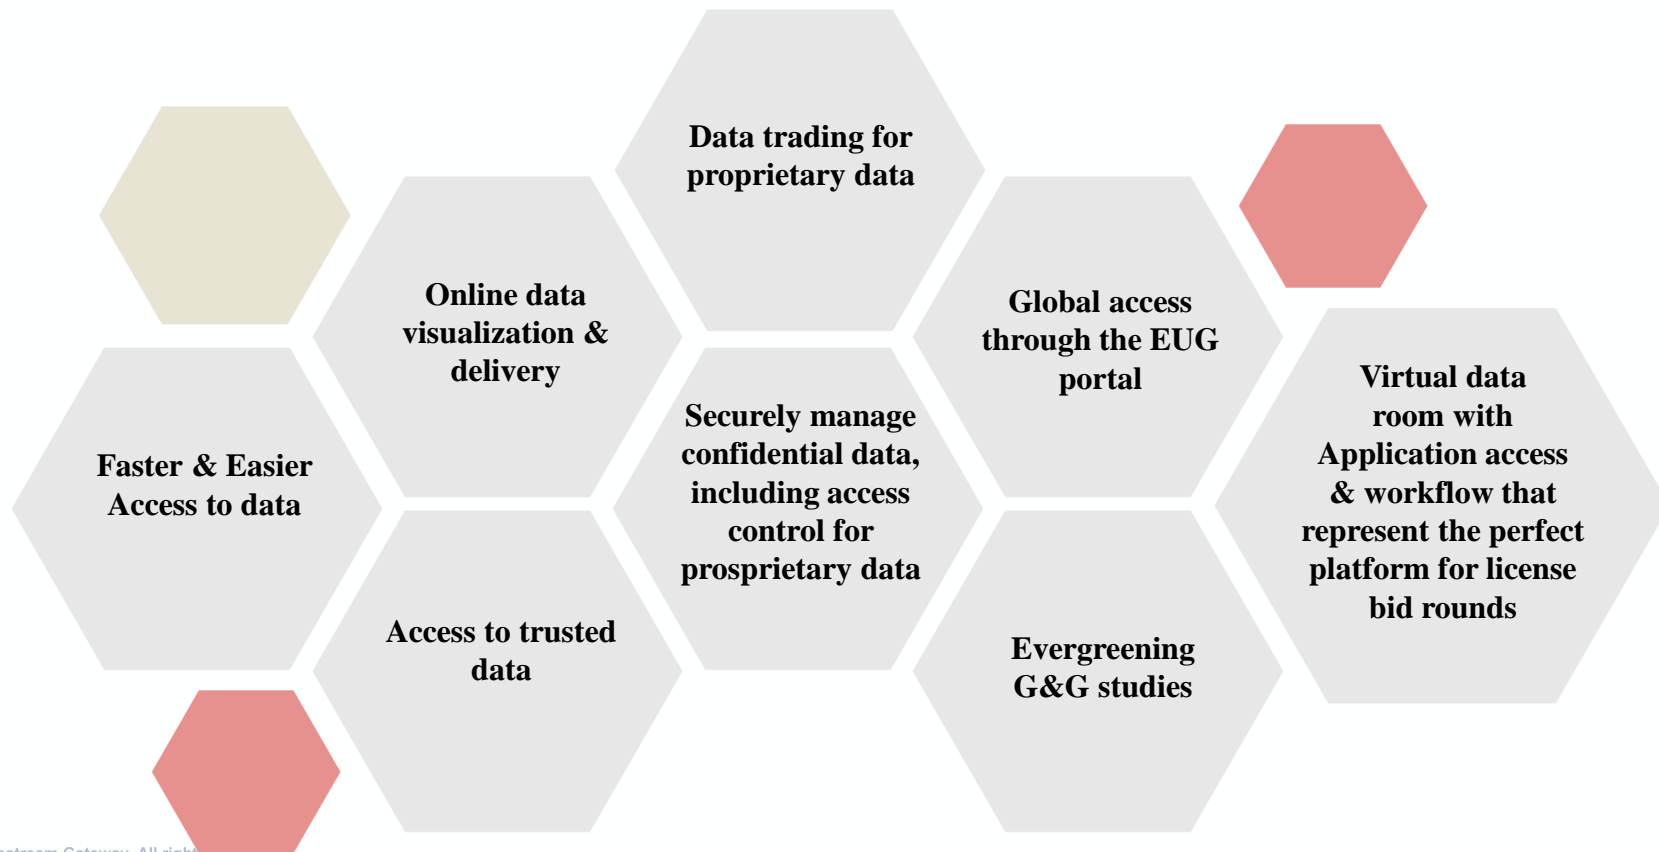 Data trading for
proprietary data
Online data
visualization &
delivery
Global access
through the EUG
portal
Virtual data
room with
Application access
& workflow that
represent the perfect
platform for license
bid rounds
Securely manage
confidential data,
including access
control for
prosprietary data
Faster & Easier
Access to data
Access to trusted
data
Evergreening
G&G studies
Gateway. All